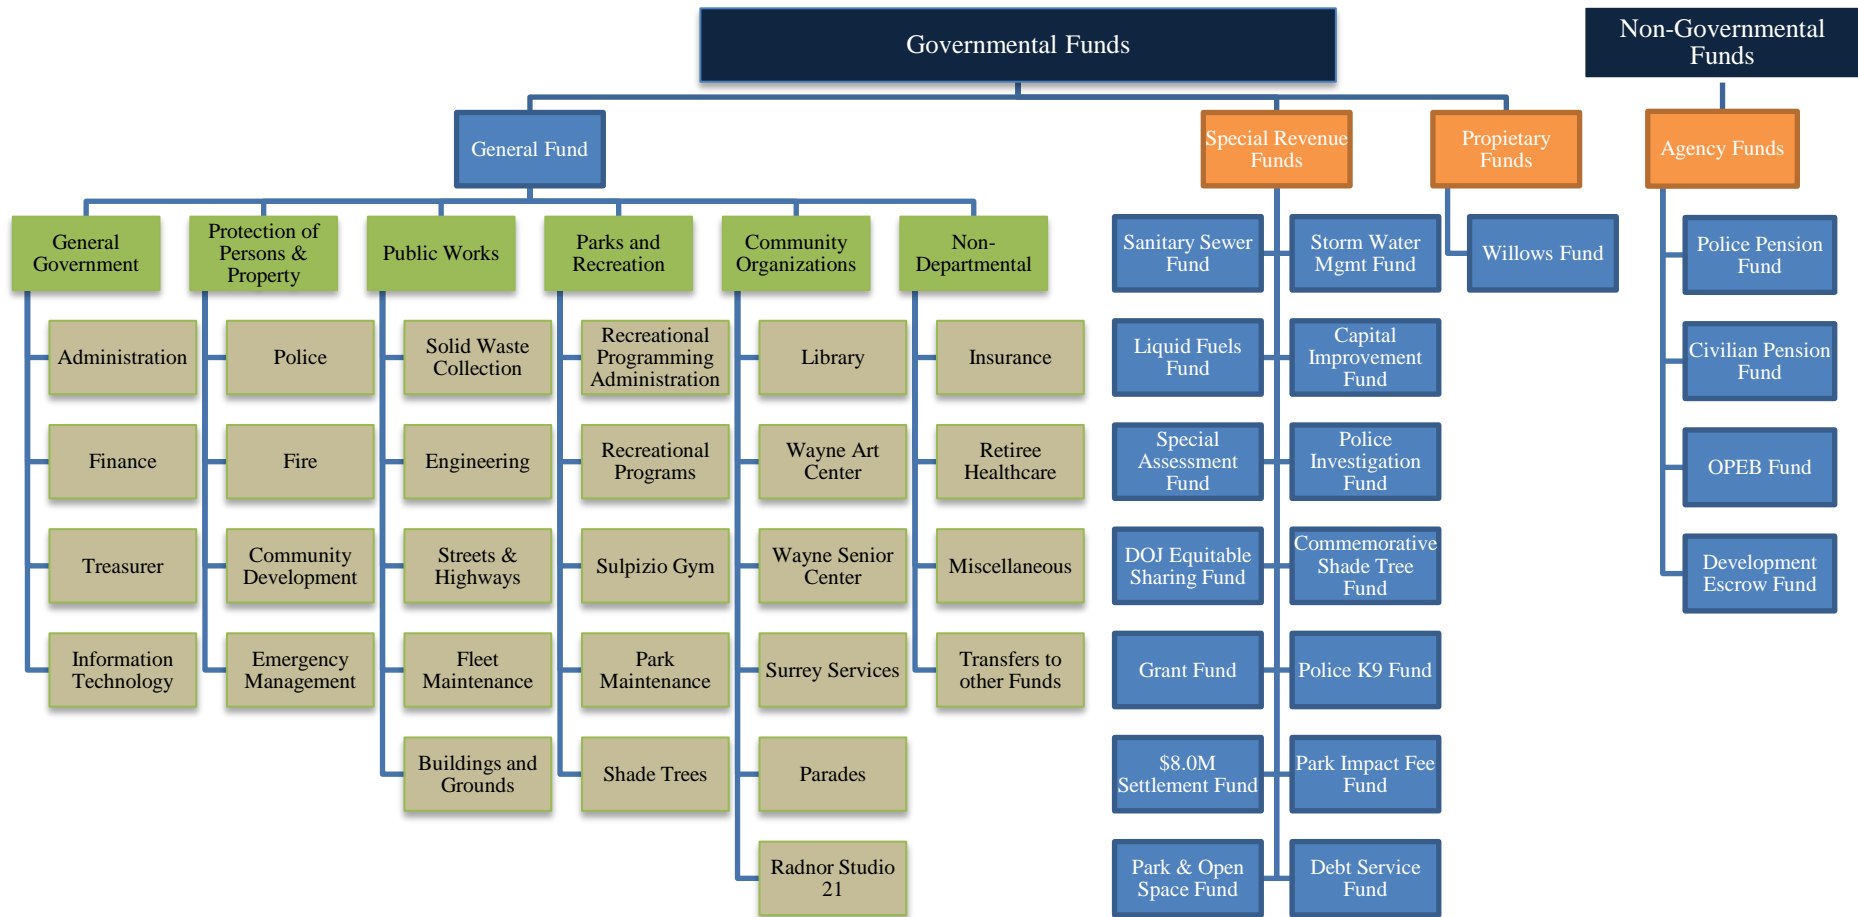 Governmental Funds
Non-Governmental
Funds
General Fund
Special Revenue
Funds
Propietary
Funds
Agency Funds
General
Government
Administration
Finance
Treasurer
Information
Technology
Protection of
Persons &
Property
Police
Fire
Community
Development
Emergency
Management
Public Works
Solid Waste
Collection
Engineering
Streets &
Highways
Fleet
Maintenance
Buildings and
Grounds
Parks and
Recreation
Recreational
Programming
Administration
Recreational
Programs
Sulpizio Gym
Park
Maintenance
Shade Trees
Community
Organizations
Library
Wayne Art
Center
Wayne Senior
Center
Surrey Services
Parades
Radnor Studio
21
Non-
Departmental
Insurance
Retiree
Healthcare
Miscellaneous
Transfers to
other Funds
Sanitary Sewer
Fund
Storm Water
Mgmt Fund
Liquid Fuels
Fund
Capital
Improvement
Fund
Special
Assessment
Fund
Police
Investigation
Fund
DOJ Equitable
Sharing Fund
Commemorative
Shade Tree
Fund
Grant Fund
Police K9 Fund
$8.0M
Settlement Fund
Park Impact Fee
Fund
Park & Open
Space Fund
Debt Service
Fund
Willows Fund
Police Pension
Fund
Civilian Pension
Fund
OPEB Fund
Development
Escrow Fund